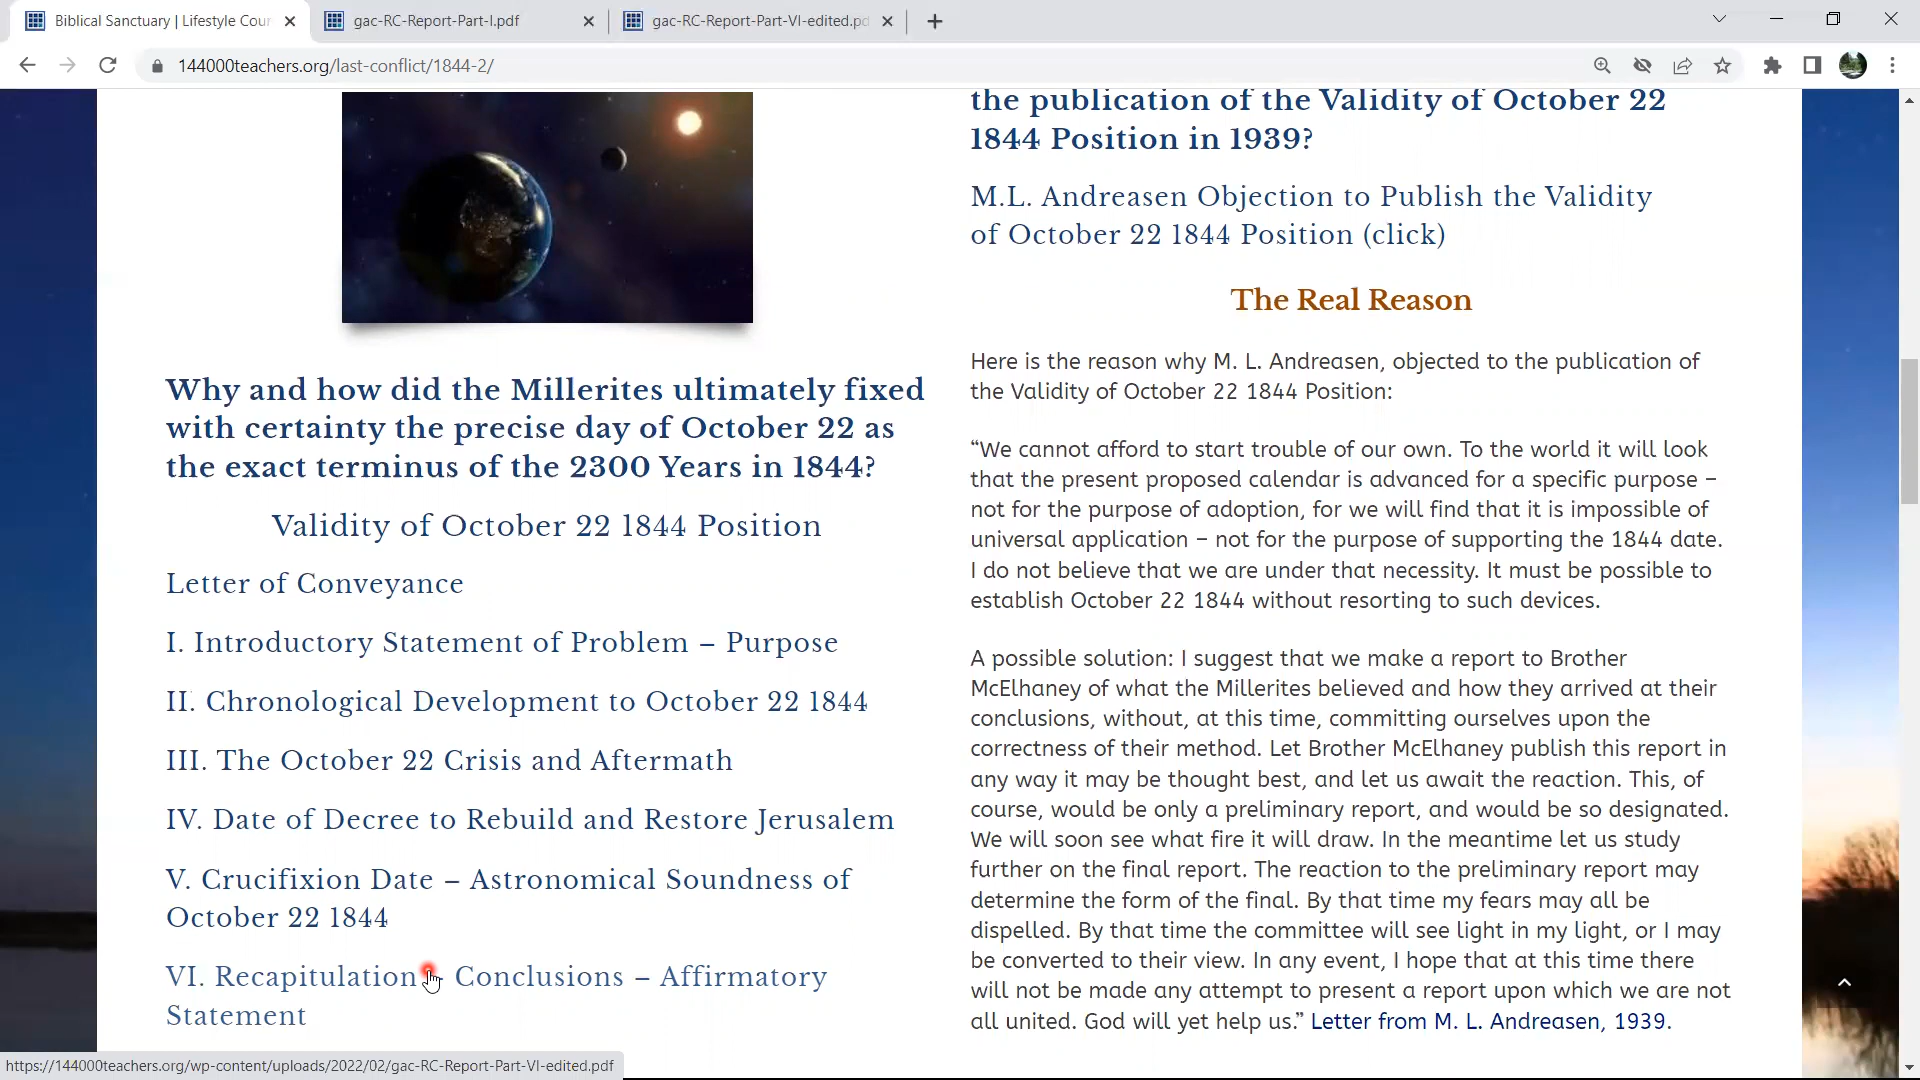 Biblical Sanctuary | Lifestyle Cour
gac-RC-Report-Part-I.pdf
gac-RC-Report-Part-VI-edited.pd
144000teachers.org/last-conflict/1844-2/
Why and how did the Millerites ultimately fixed
with certainty the precise day of October 22 as
the exact terminus of the 2300 Years in 1844?
Validity of October 22 1844 Position
Letter of Conveyance
I. Introductory Statement of Problem – Purpose
II. Chronological Development to October 22 1844
III. The October 22 Crisis and Aftermath
IV. Date of Decree to Rebuild and Restore Jerusalem
V. Crucifixion Date – Astronomical Soundness of
October 22 1844
VI. Recapitulation – Conclusions – Affirmatory
Statement
the publication of the Validity of October 22
1844 Position in 1939?
M.L. Andreasen Objection to Publish the Validity
of October 22 1844 Position (click)
The Real Reason
Here is the reason why M. L. Andreasen, objected to the publication of
the Validity of October 22 1844 Position:
“We cannot afford to start trouble of our own. To the world it will look
that the present proposed calendar is advanced for a specific purpose –
not for the purpose of adoption, for we will find that it is impossible of
universal application – not for the purpose of supporting the 1844 date.
I do not believe that we are under that necessity. It must be possible to
establish October 22 1844 without resorting to such devices.
A possible solution: I suggest that we make a report to Brother
McElhaney of what the Millerites believed and how they arrived at their
conclusions, without, at this time, committing ourselves upon the
correctness of their method. Let Brother McElhaney publish this report in
any way it may be thought best, and let us await the reaction. This, of
course, would be only a preliminary report, and would be so designated.
We will soon see what fire it will draw. In the meantime let us study
further on the final report. The reaction to the preliminary report may
determine the form of the final. By that time my fears may all be
dispelled. By that time the committee will see light in my light, or I may
be converted to their view. In any event, I hope that at this time there
will not be made any attempt to present a report upon which we are not
all united. God will yet help us.” Letter from M. L. Andreasen, 1939.
https://144000teachers.org/wp-content/uploads/2022/02/gac-RC-Report-Part-VI-edited.pdf